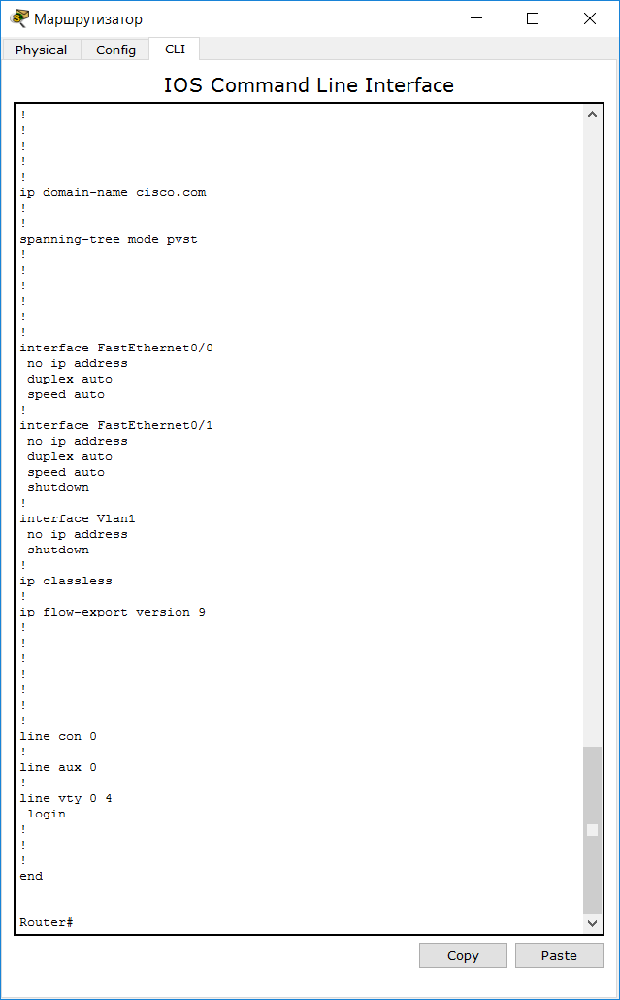 Маршрутизатор
Physical Config CLI
IOS Command Line Interface
!
!
!
!
!
ip domain-name cisco.com
!
!
spanning-tree mode pvst
!
!
!
!
!
!
interface FastEthernet0/0
 no ip address
 duplex auto
 speed auto
!
interface FastEthernet0/1
 no ip address
 duplex auto
 speed auto
 shutdown
!
interface Vlan1
 no ip address
 shutdown
!
ip classless
!
ip flow-export version 9
!
!
!
!
!
!
!
line con 0
!
line aux 0
!
line vty 0 4
 login
!
!
!
end
Router#
Copy Paste